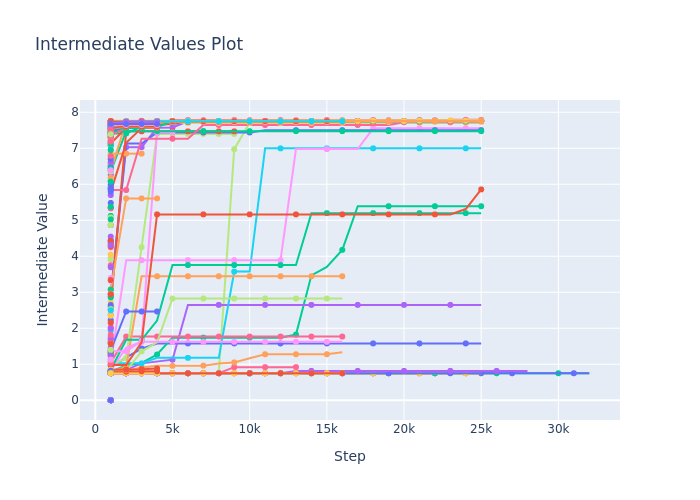 Intermediate Values Plot
8
7
6
5
4
3
2
1
0
Intermediate Value
0 5k 10k 15k 20k 25k 30k
Step